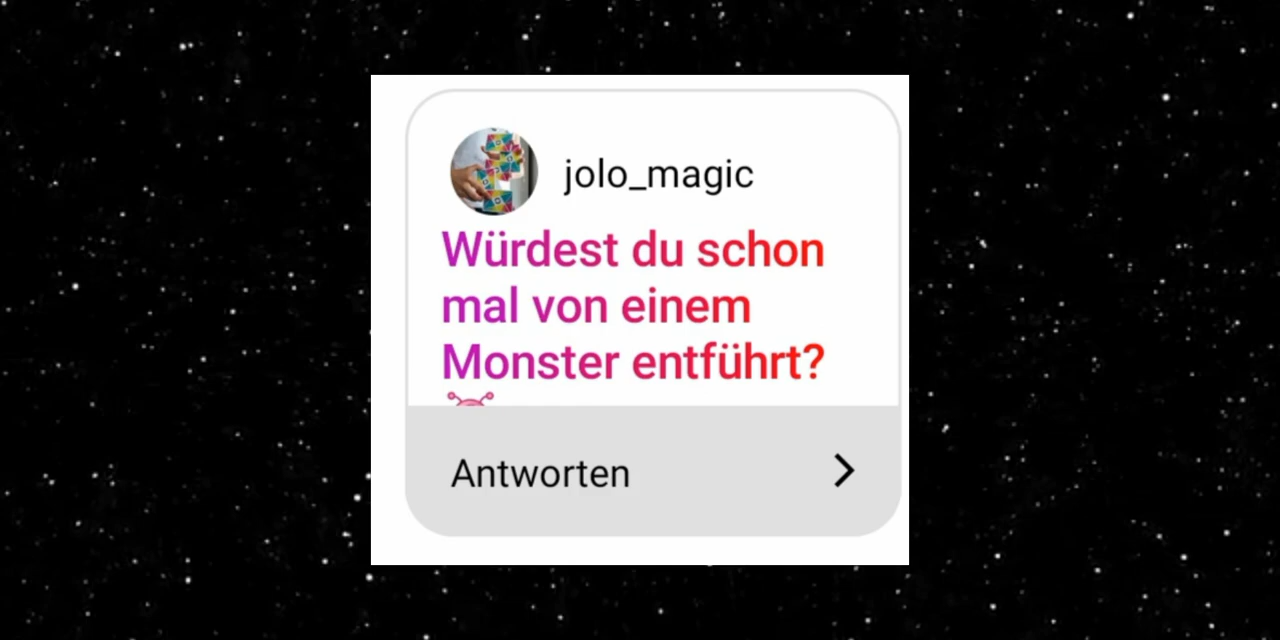 jolo_magic
Würdest du schon
mal von einem
Monster entführt?
Antworten